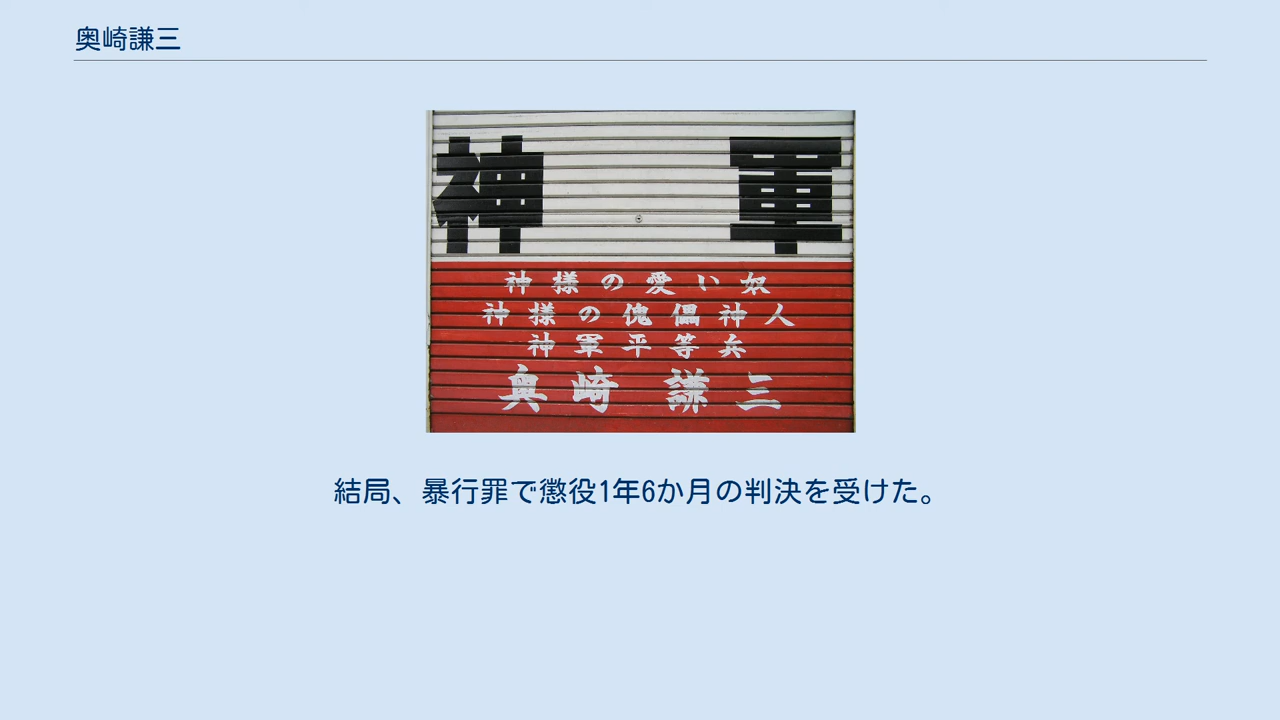 奥崎謙三
神 軍
神様の愛い奴
神様の傀儡神人
神軍平等兵
奥崎 謙三
結局、暴行罪で懲役1年6か月の判決を受けた。